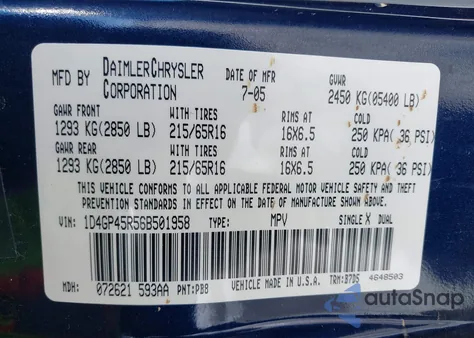 MFD BY DAIMLERCHRYSLER CORPORATION DATE OF MFR 7-05 GVWR 2450 KG(05400 LB)
GAWR FRONT WITH TIRES RIMS AT COLD
1293 KG(2850 LB) 215/65R16 16X6.5 250 KPA( 36 PSI)
GAWR REAR WITH TIRES RIMS AT COLD
1293 KG(2850 LB) 215/65R16 16X6.5 250 KPA( 36 PSI)
THIS VEHICLE CONFORMS TO ALL APPLICABLE FEDERAL MOTOR VEHICLE SAFETY AND THEFT
PREVENTION STANDARDS IN EFFECT ON THE DATE OF MANUFACTURE SHOWN ABOVE.
VIN: 1D4GP45R56B501958 TYPE: MPV SINGLE X DUAL
MDH: 072621 593AA PNT:PB8 VEHICLE MADE IN U.S.A. TRM:B7D5 4648503
autoSnap